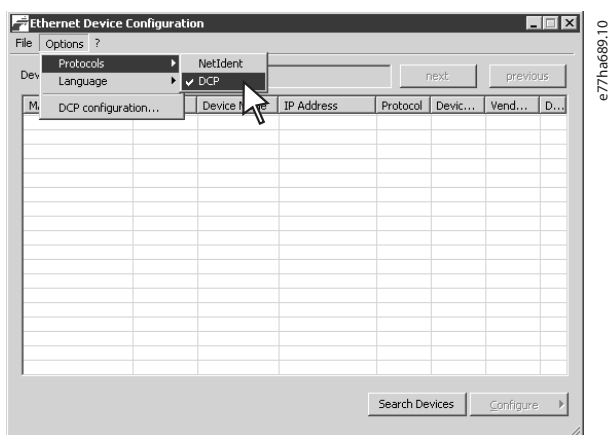 Ethernet Device Configuration
File Options ?
Protocols NetIdent
Dev next previous
Language DCP
M Device N me IP Address Protocol Devic... Vend... D...
DCP configuration...
Search Devices Configure
e77ha689.10